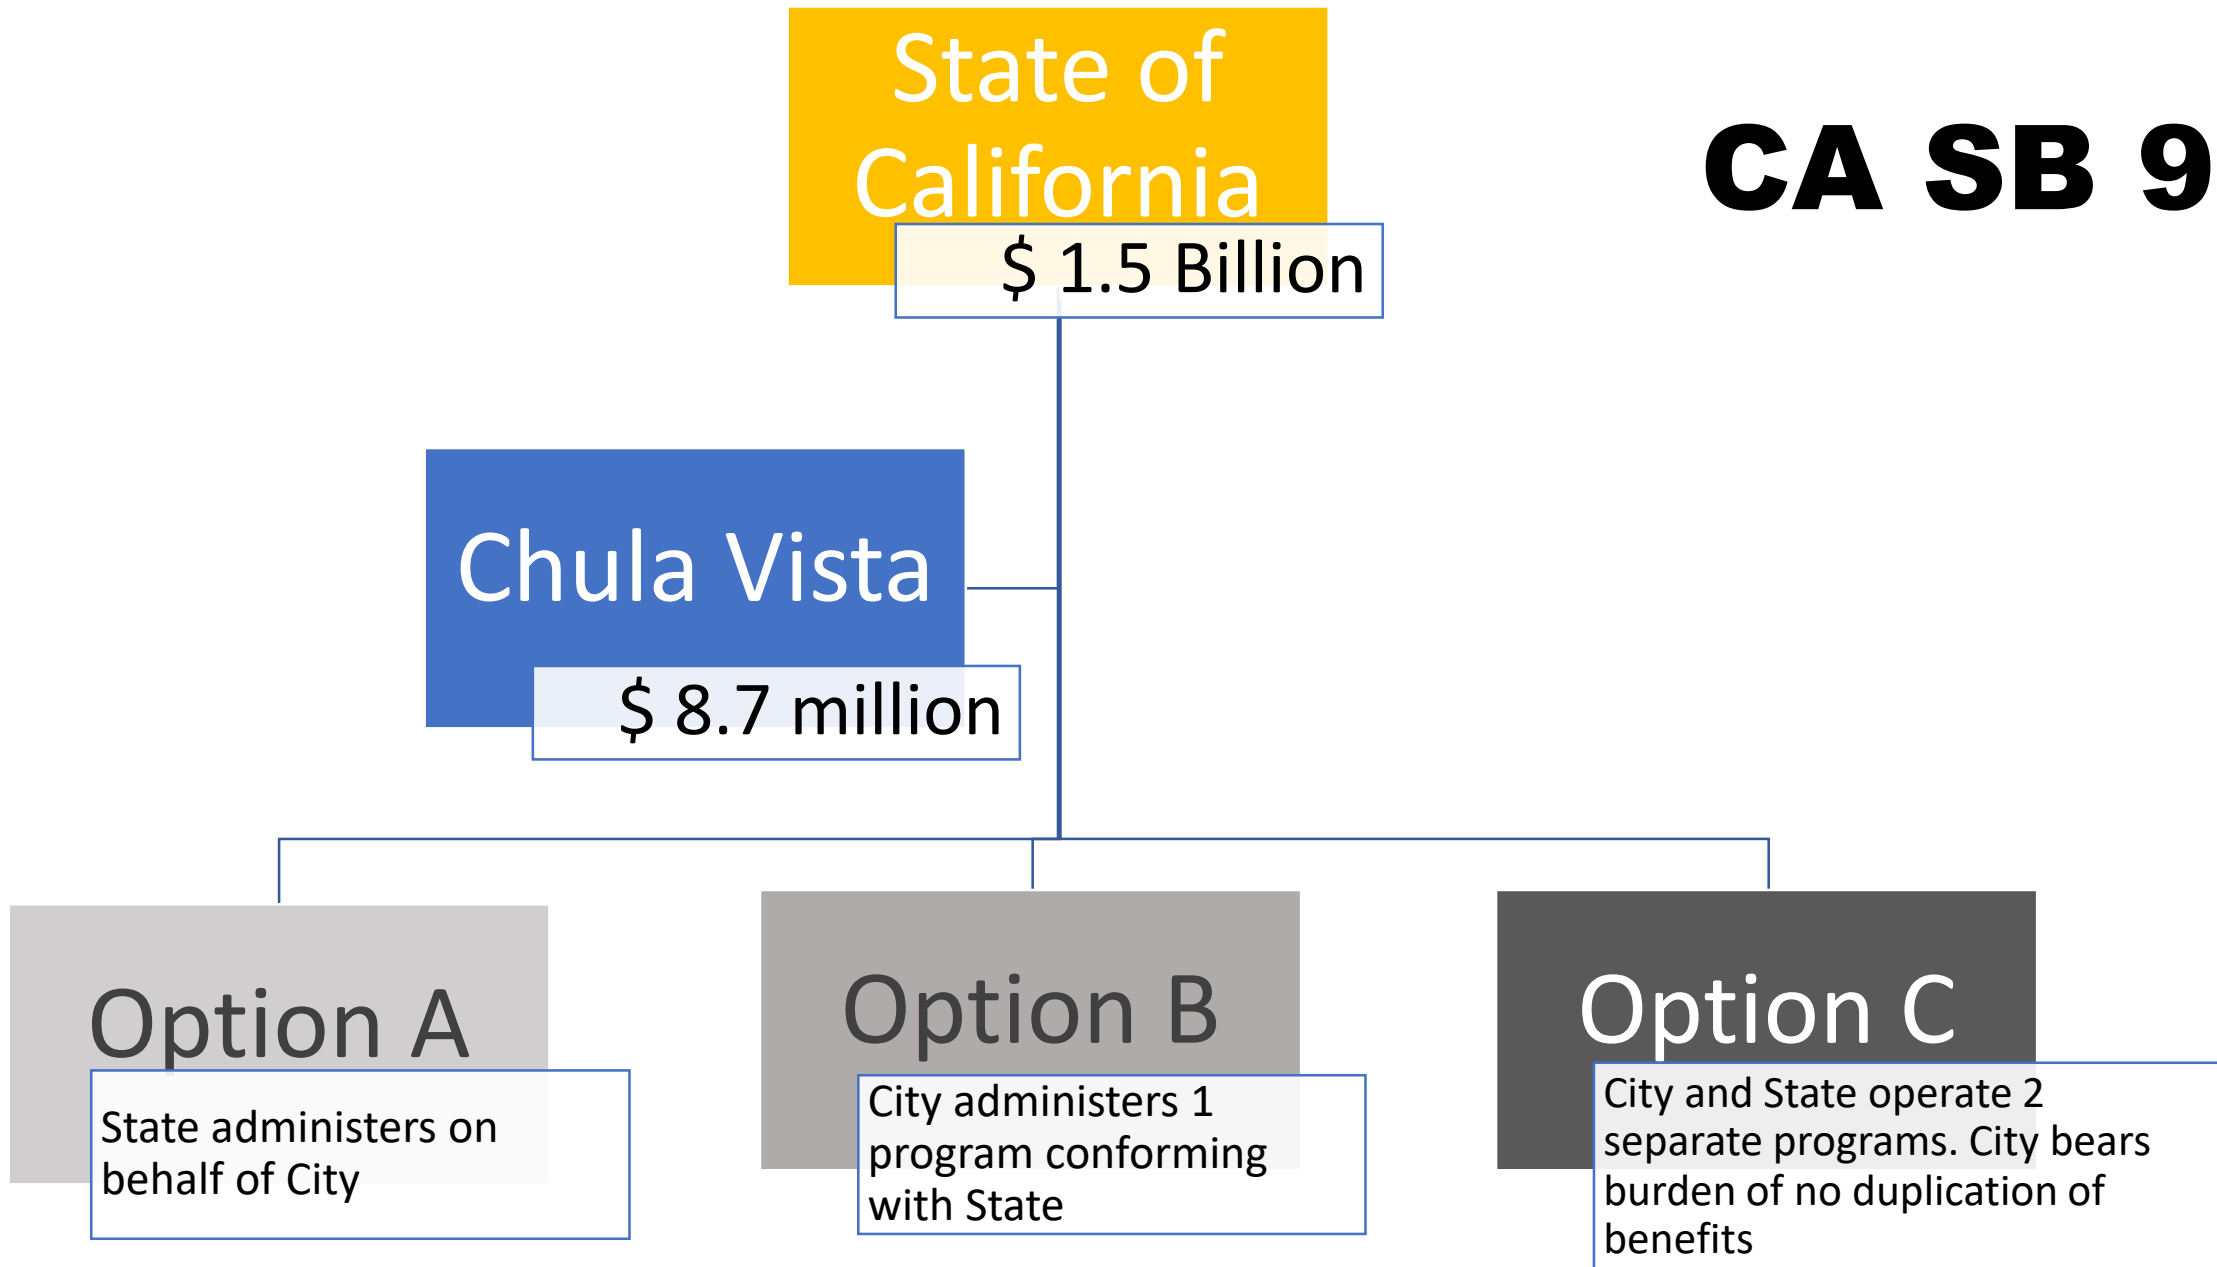 State of
California
$ 1.5 Billion
CA SB 9
Chula Vista
$ 8.7 million
Option A
State administers on
behalf of City
Option B
City administers 1
program conforming
with State
Option C
City and State operate 2
separate programs. City bears
burden of no duplication of
benefits